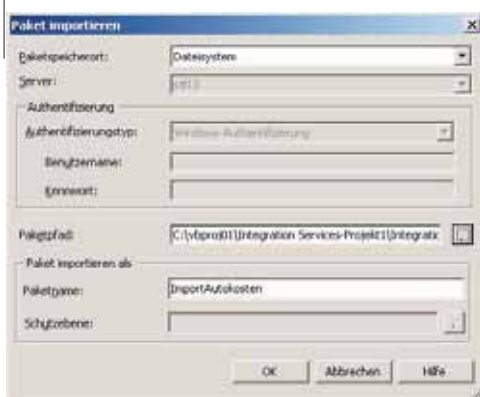 Paket importieren
Paketspeicherort: Dateisystem
Server:
Authentifizierung
Authentifizierungstyp: Windows-Authentifizierung
Benutzername:
Kennwort:
Paketpfad: C:\vbproj01\Integration Services-Projekt1\Integratic
Paket importieren als
Paketname: ImportAutokosten
Schutzebene:
OK Abbrechen Hilfe